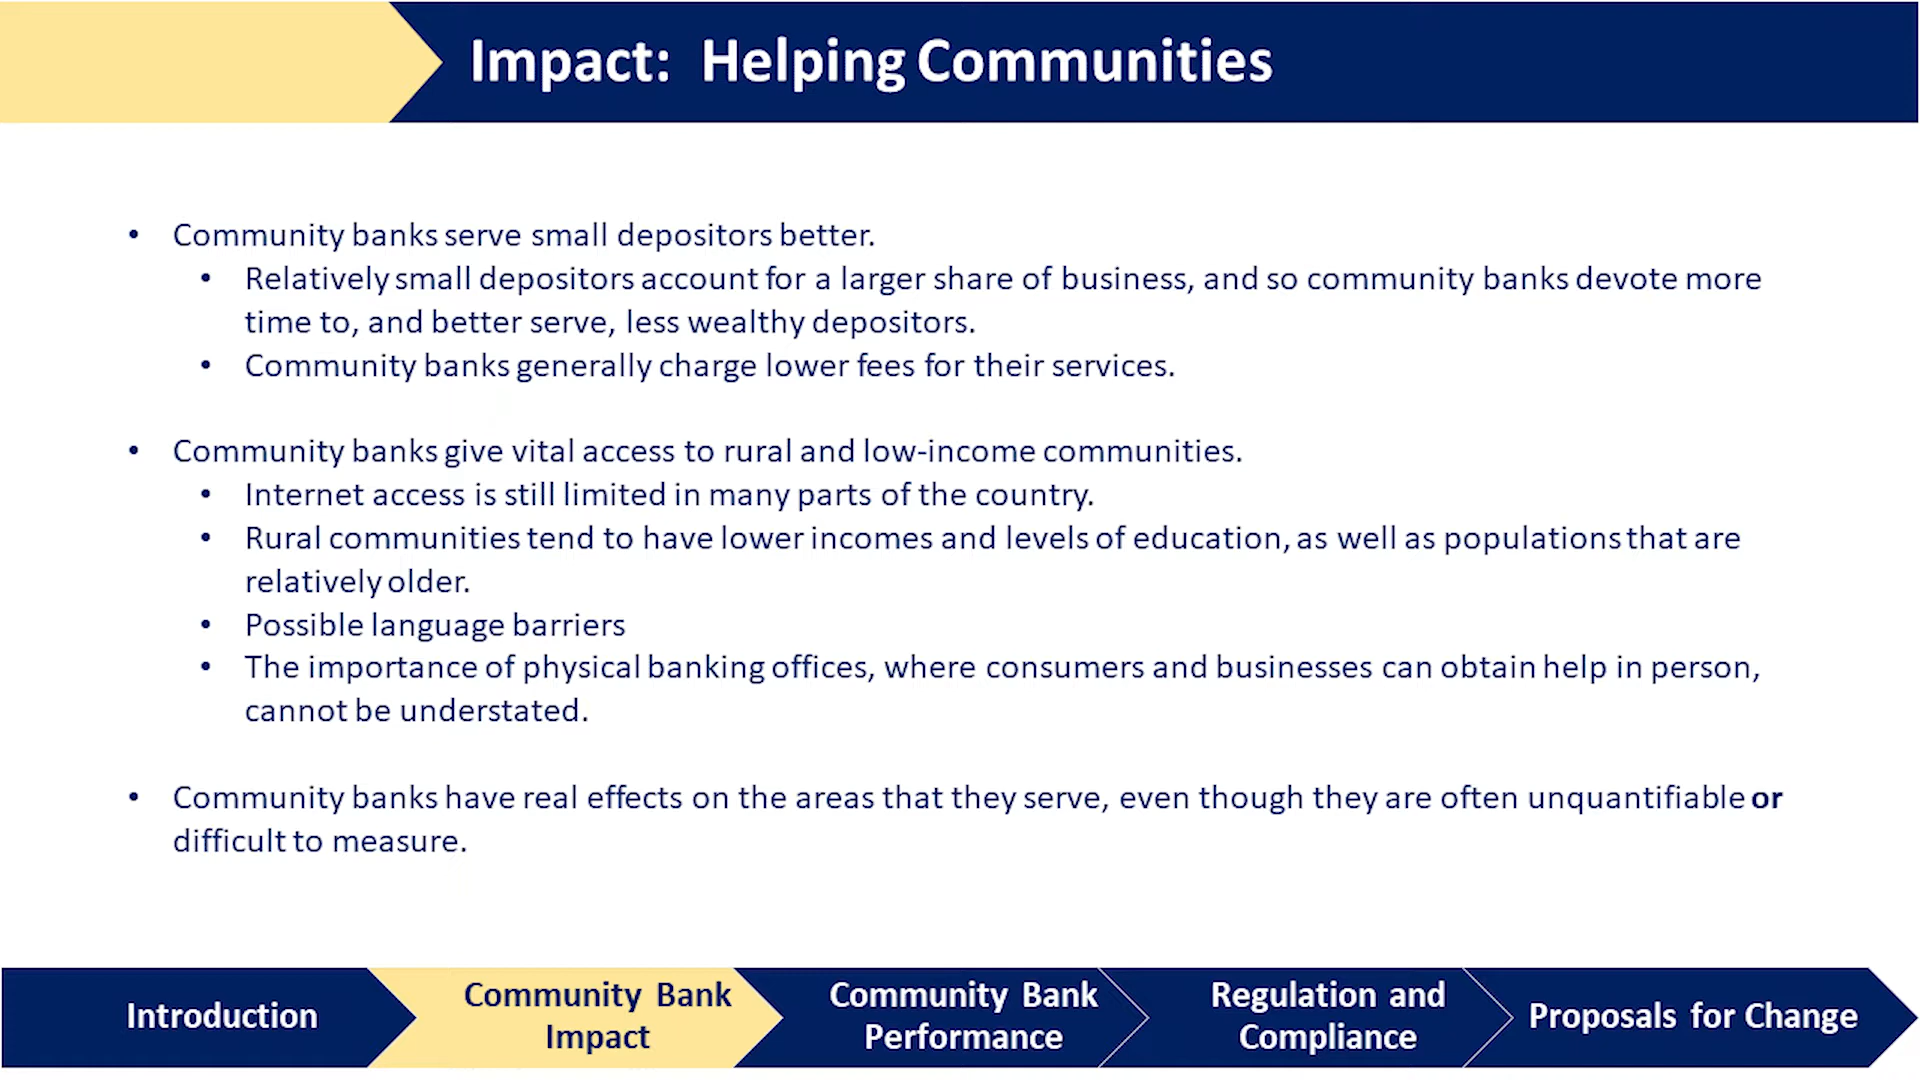 Impact: Helping Communities
• Community banks serve small depositors better.
• Relatively small depositors account for a larger share of business, and so community banks devote more
time to, and better serve, less wealthy depositors.
• Community banks generally charge lower fees for their services.
• Community banks give vital access to rural and low-income communities.
• Internet access is still limited in many parts of the country.
• Rural communities tend to have lower incomes and levels of education, as well as populations that are
relatively older.
• Possible language barriers
• The importance of physical banking offices, where consumers and businesses can obtain help in person,
cannot be understated.
• Community banks have real effects on the areas that they serve, even though they are often unquantifiable or
difficult to measure.
Introduction
Community Bank
Impact
Community Bank
Performance
Regulation and
Compliance
Proposals for Change